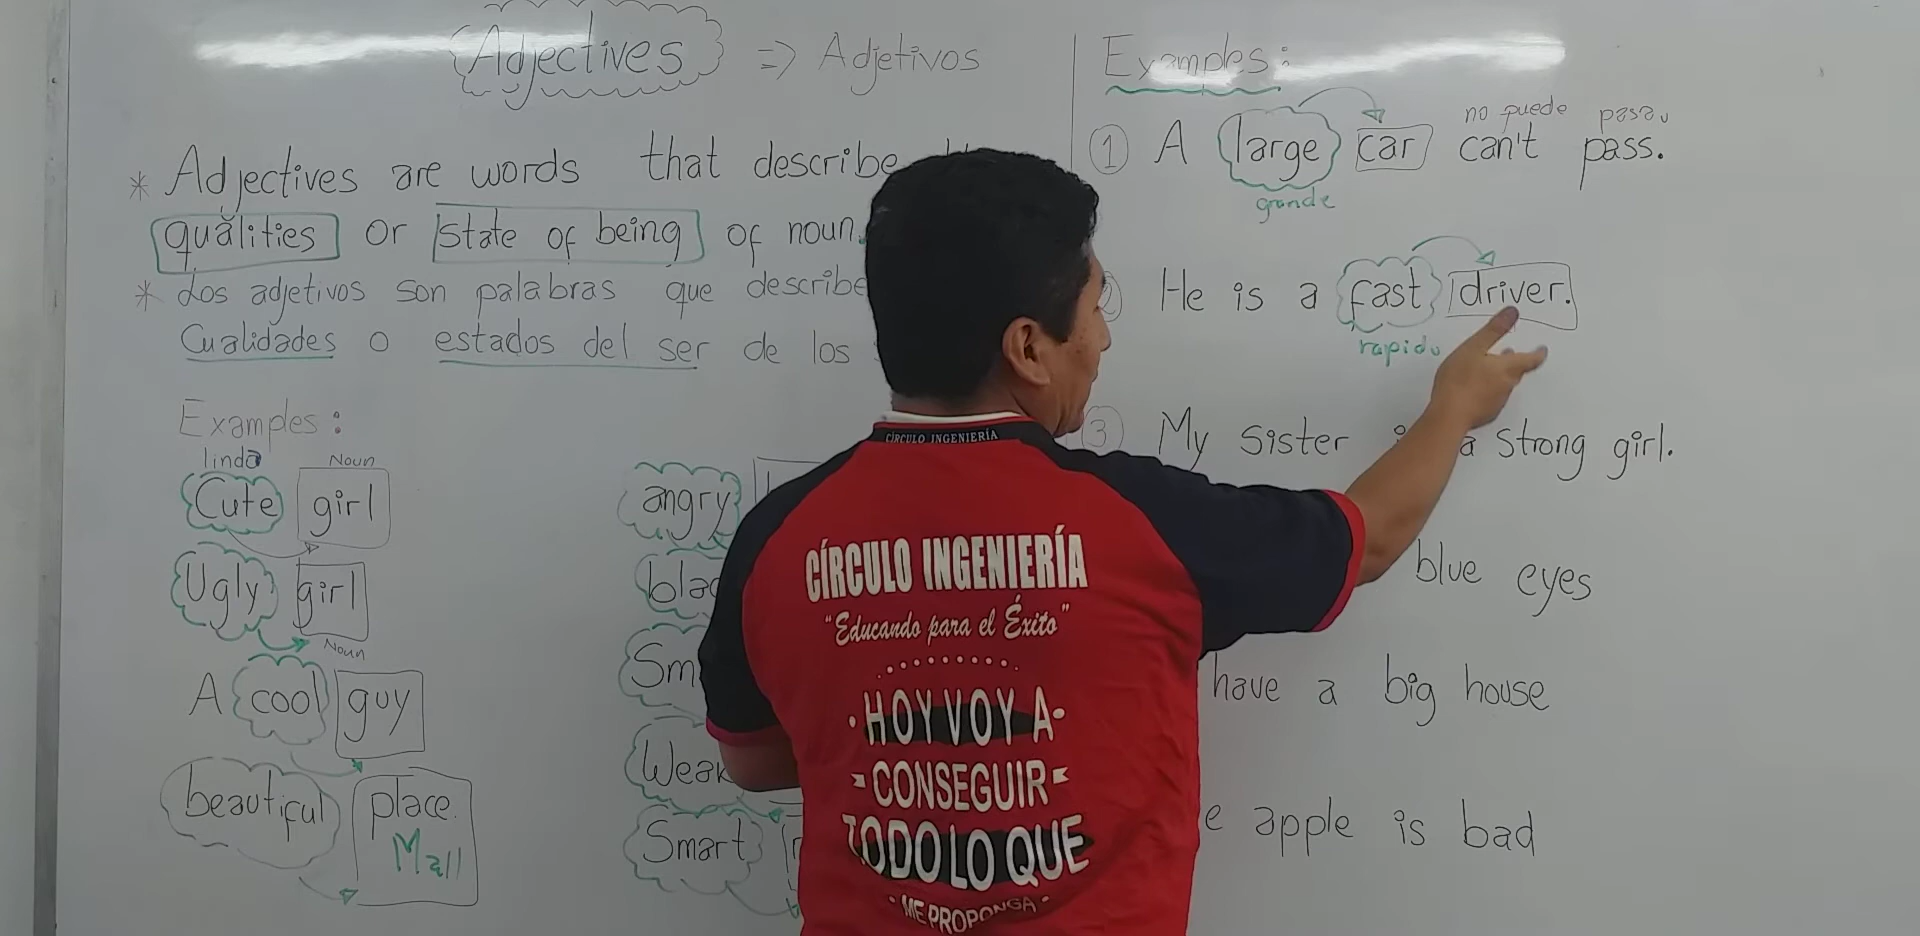 Adjectives => Adjetivos
* Adjectives are words that describe
qualities or state of being of noun.
* Los adjetivos son palabras que describe
Cualidades o estados del ser de los
Examples:
linda Noun
Cute girl
Ugly girl
Noun
A cool guy
beautiful place.
Mall
angry
Weak
Smart
Examples:
no puede pasar
① A large car can't pass.
grande
He is a fast driver.
rapido
③ My sister a strong girl.
blue eyes
have a big house
apple is bad
CÍRCULO INGENIERÍA
CÍRCULO INGENIERÍA
"Educando para el Éxito"
HOY VOY A
CONSEGUIR
TODO LO QUE
ME PROPONGA